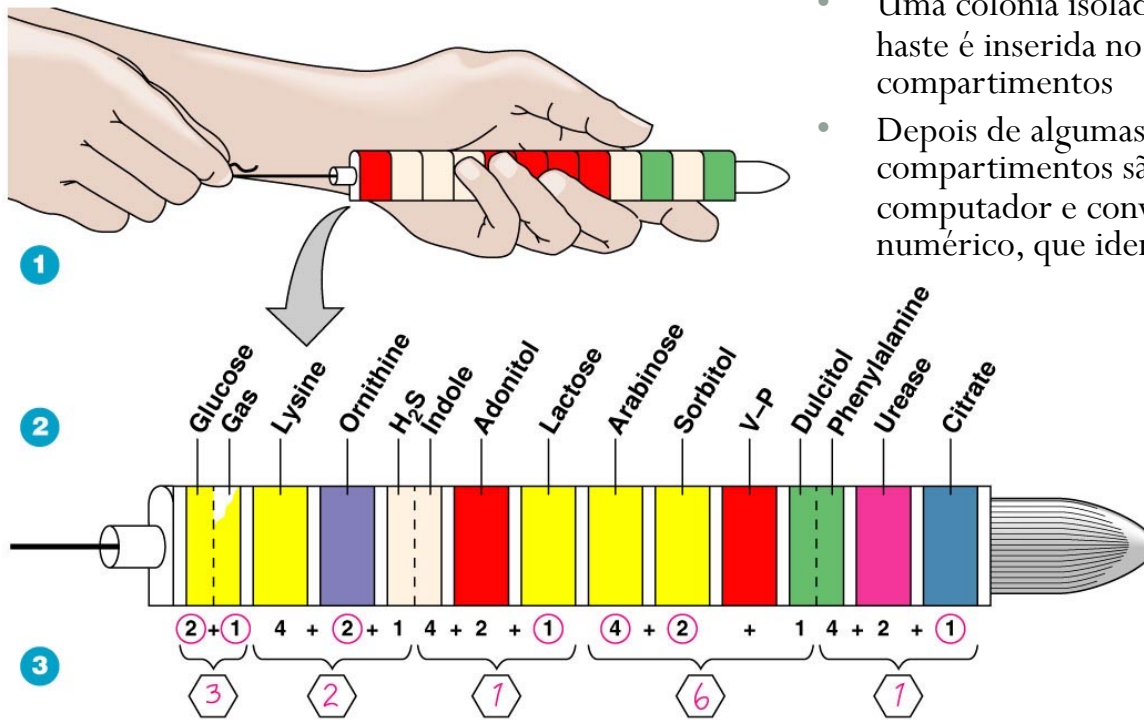 Uma colônia isolad
haste é inserida no
compartimentos
Depois de algumas
compartimentos sã
computador e conv
numérico, que iden
1
2
Glucose
Gas
Lysine
Ornithine
H₂S
Indole
Adonitol
Lactose
Arabinose
Sorbitol
V–P
Dulcitol
Phenylalanine
Urease
Citrate
2 + 1 4 + 2 + 1 4 + 2 + 1 4 + 2 + 1 4 + 2 + 1
3
3 2 1 6 1